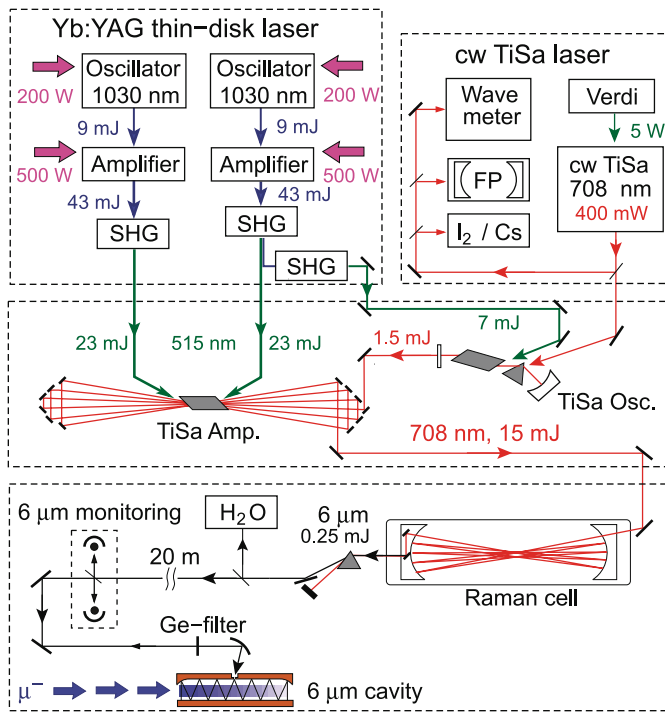 Yb:YAG thin−disk laser
Oscillator
1030 nm
Oscillator
1030 nm
200 W
200 W
9 mJ
9 mJ
Amplifier
Amplifier
500 W
500 W
43 mJ
43 mJ
SHG
SHG
SHG
cw TiSa laser
Wave
meter
Verdi
5 W
FP
cw TiSa
708 nm
400 mW
I₂ / Cs
23 mJ
515 nm
23 mJ
7 mJ
1.5 mJ
TiSa Osc.
TiSa Amp.
708 nm, 15 mJ
6 μm monitoring
H₂O
6 μm
0.25 mJ
20 m
Raman cell
Ge−filter
μ⁻
6 μm cavity